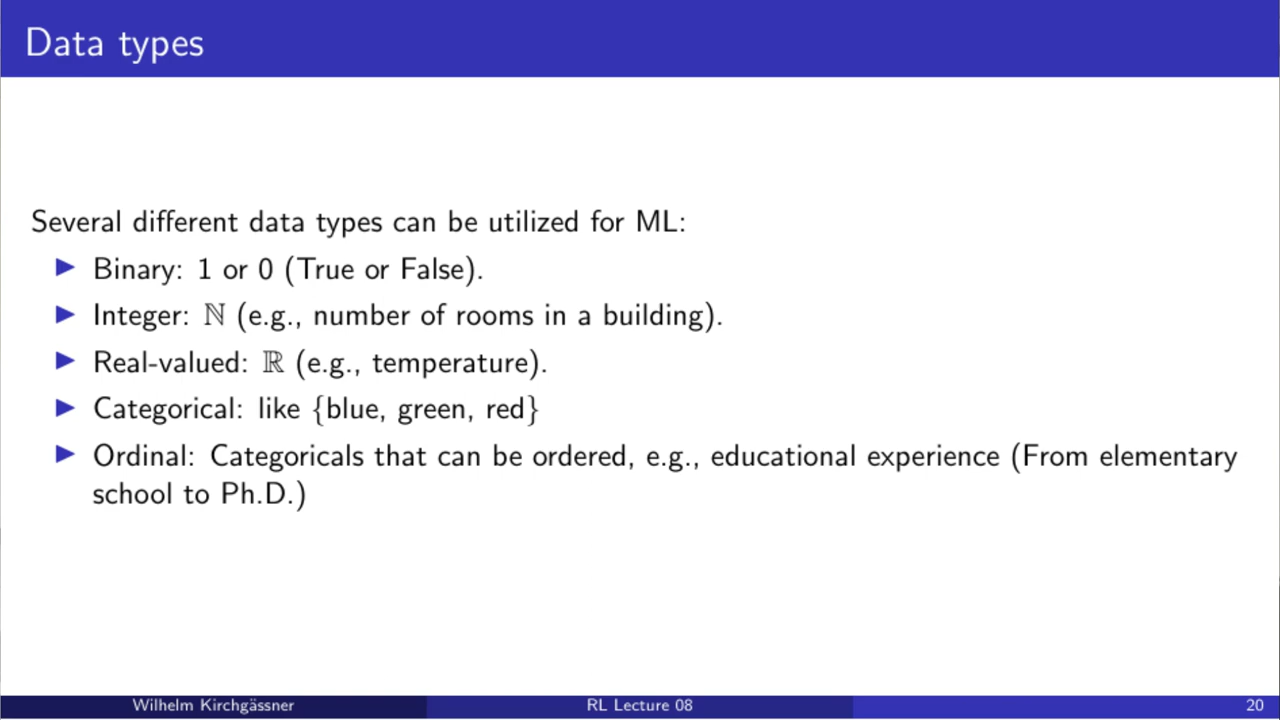 Data types
Several different data types can be utilized for ML:
▶ Binary: 1 or 0 (True or False).
▶ Integer: ℕ (e.g., number of rooms in a building).
▶ Real-valued: ℝ (e.g., temperature).
▶ Categorical: like {blue, green, red}
▶ Ordinal: Categoricals that can be ordered, e.g., educational experience (From elementary
school to Ph.D.)
Wilhelm Kirchgässner RL Lecture 08 20